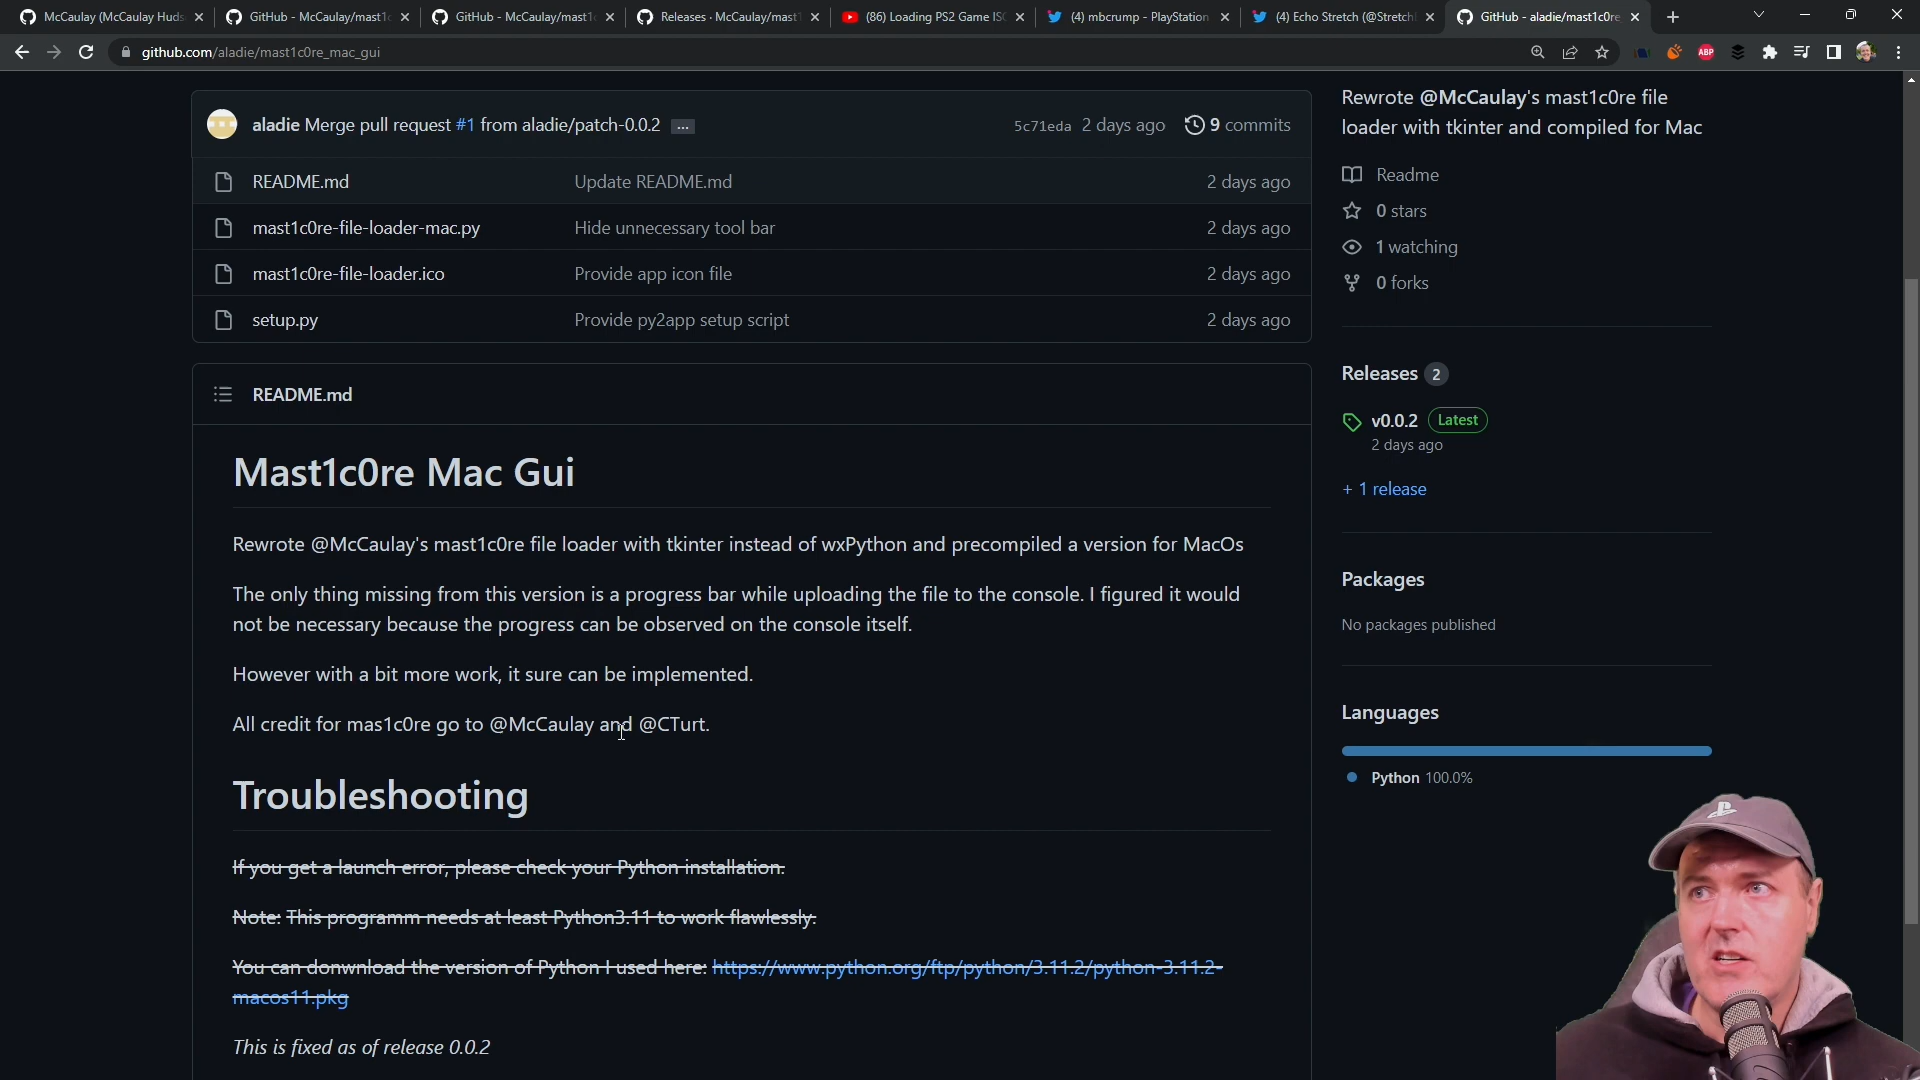 McCaulay (McCaulay Huds
GitHub - McCaulay/mast1c
GitHub - McCaulay/mast1c
Releases · McCaulay/mast1
(86) Loading PS2 Game ISO
(4) mbcrump - PlayStation
(4) Echo Stretch (@Stretch
GitHub - aladie/mast1c0re
github.com/aladie/mast1c0re_mac_gui
ABP
aladie Merge pull request #1 from aladie/patch-0.0.2 ...
5c71eda 2 days ago 9 commits
README.md Update README.md 2 days ago
mast1c0re-file-loader-mac.py Hide unnecessary tool bar 2 days ago
mast1c0re-file-loader.ico Provide app icon file 2 days ago
setup.py Provide py2app setup script 2 days ago
README.md
Mast1c0re Mac Gui
Rewrote @McCaulay's mast1c0re file loader with tkinter instead of wxPython and precompiled a version for MacOs
The only thing missing from this version is a progress bar while uploading the file to the console. I figured it would
not be necessary because the progress can be observed on the console itself.
However with a bit more work, it sure can be implemented.
All credit for mas1c0re go to @McCaulay and @CTurt.
Troubleshooting
If you get a launch error, please check your Python installation.
Note: This programm needs at least Python3.11 to work flawlessly.
You can donwnload the version of Python I used here: https://www.python.org/ftp/python/3.11.2/python-3.11.2-
macos11.pkg
This is fixed as of release 0.0.2
Rewrote @McCaulay's mast1c0re file
loader with tkinter and compiled for Mac
Readme
0 stars
1 watching
0 forks
Releases 2
v0.0.2 Latest
2 days ago
+ 1 release
Packages
No packages published
Languages
Python 100.0%